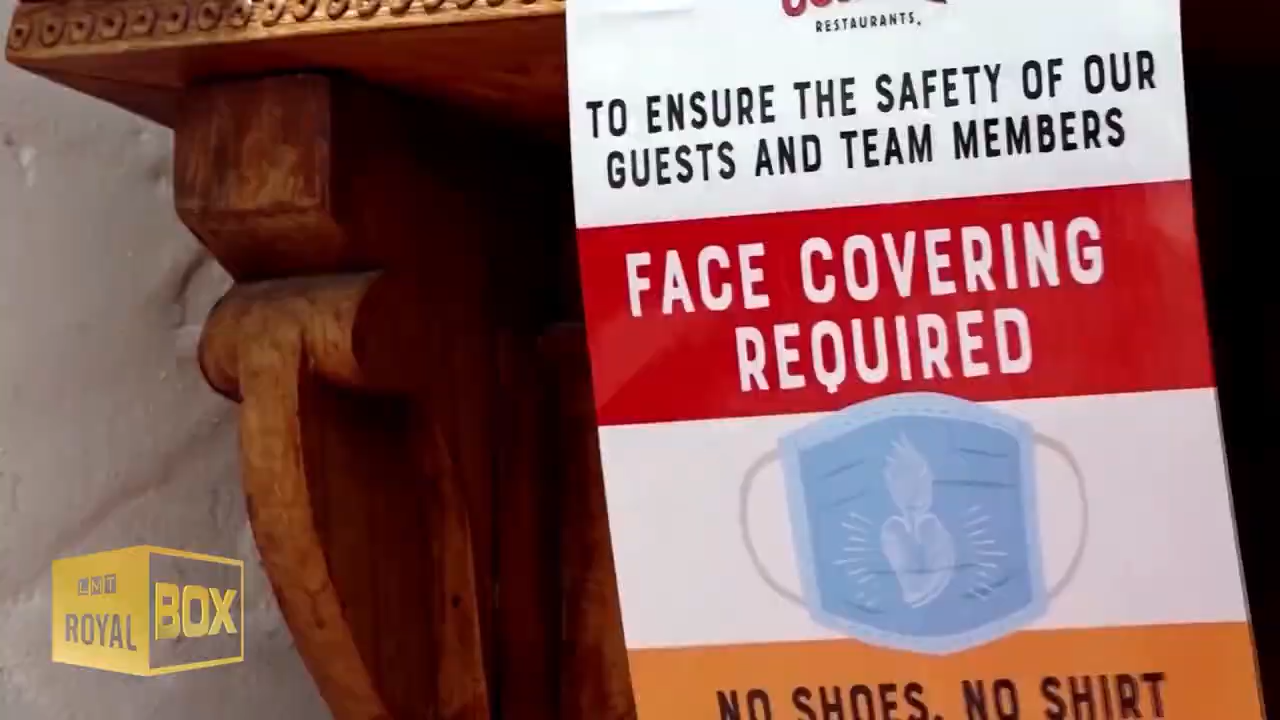 RESTAURANTS.
TO ENSURE THE SAFETY OF OUR
GUESTS AND TEAM MEMBERS
FACE COVERING
REQUIRED
NO SHOES, NO SHIRT
LMT
ROYAL
BOX